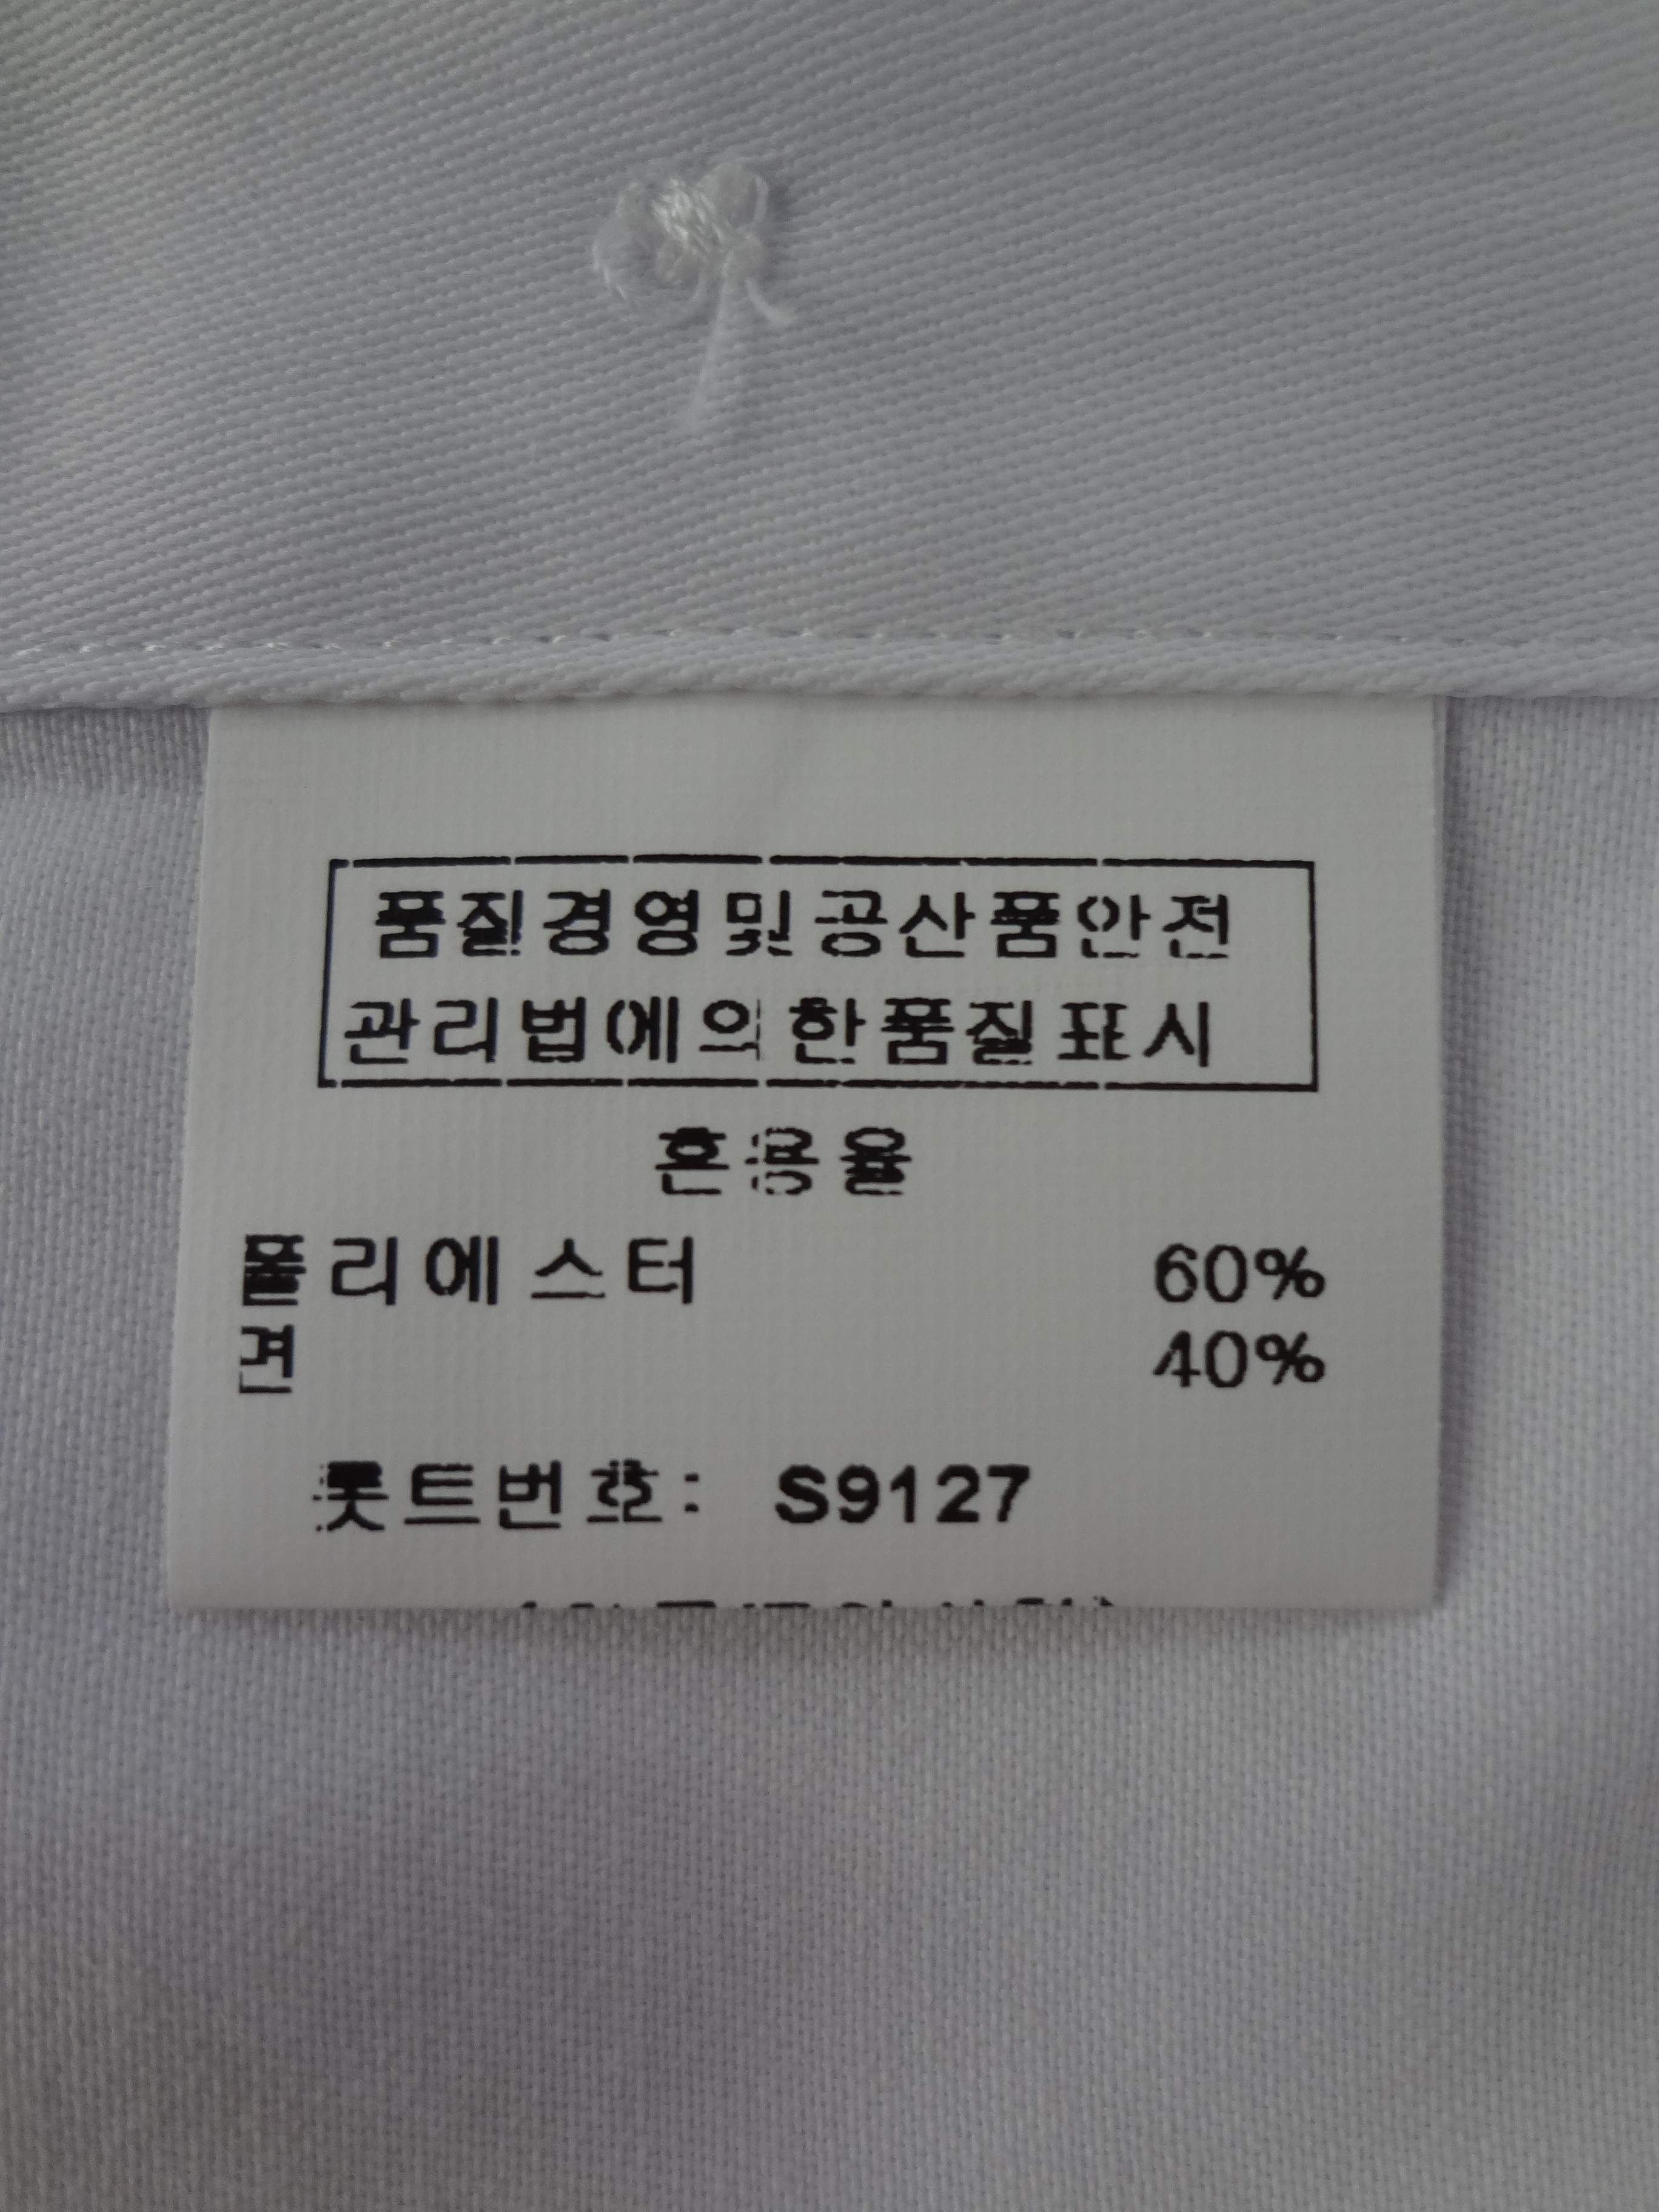 품질경영및공산품안전
관리법에의한품질표시
혼용율
폴리에스터 60%
견 40%
롯트번호: S9127